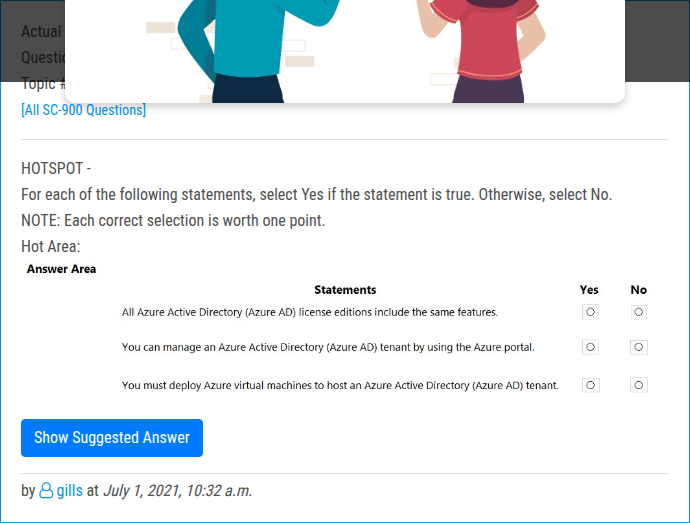 Actual
Questi
Topic #
[All SC-900 Questions]
HOTSPOT -
For each of the following statements, select Yes if the statement is true. Otherwise, select No.
NOTE: Each correct selection is worth one point.
Hot Area:
Answer Area
Statements Yes No
All Azure Active Directory (Azure AD) license editions include the same features.
You can manage an Azure Active Directory (Azure AD) tenant by using the Azure portal.
You must deploy Azure virtual machines to host an Azure Active Directory (Azure AD) tenant.
Show Suggested Answer
by gills at July 1, 2021, 10:32 a.m.